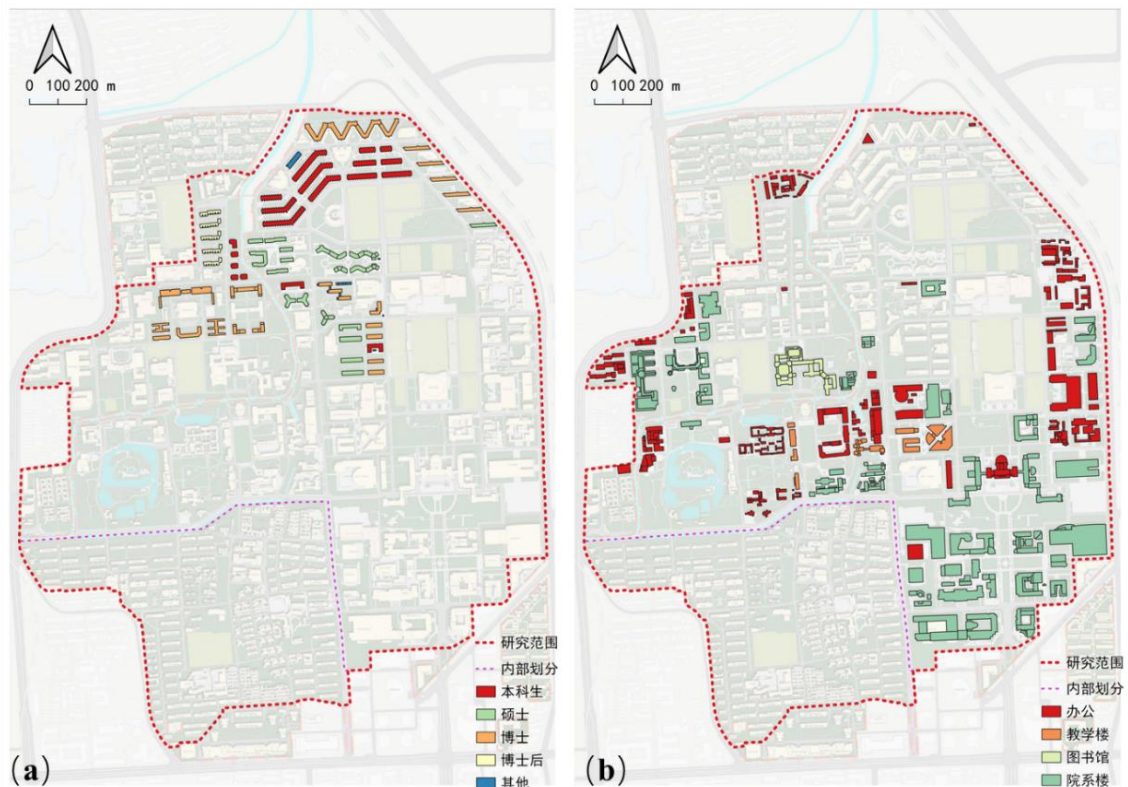 0 100 200 m
研究范围
内部划分
本科生
硕士
博士
博士后
其他
(a)
0 100 200 m
研究范围
内部划分
办公
教学楼
图书馆
院系楼
(b)